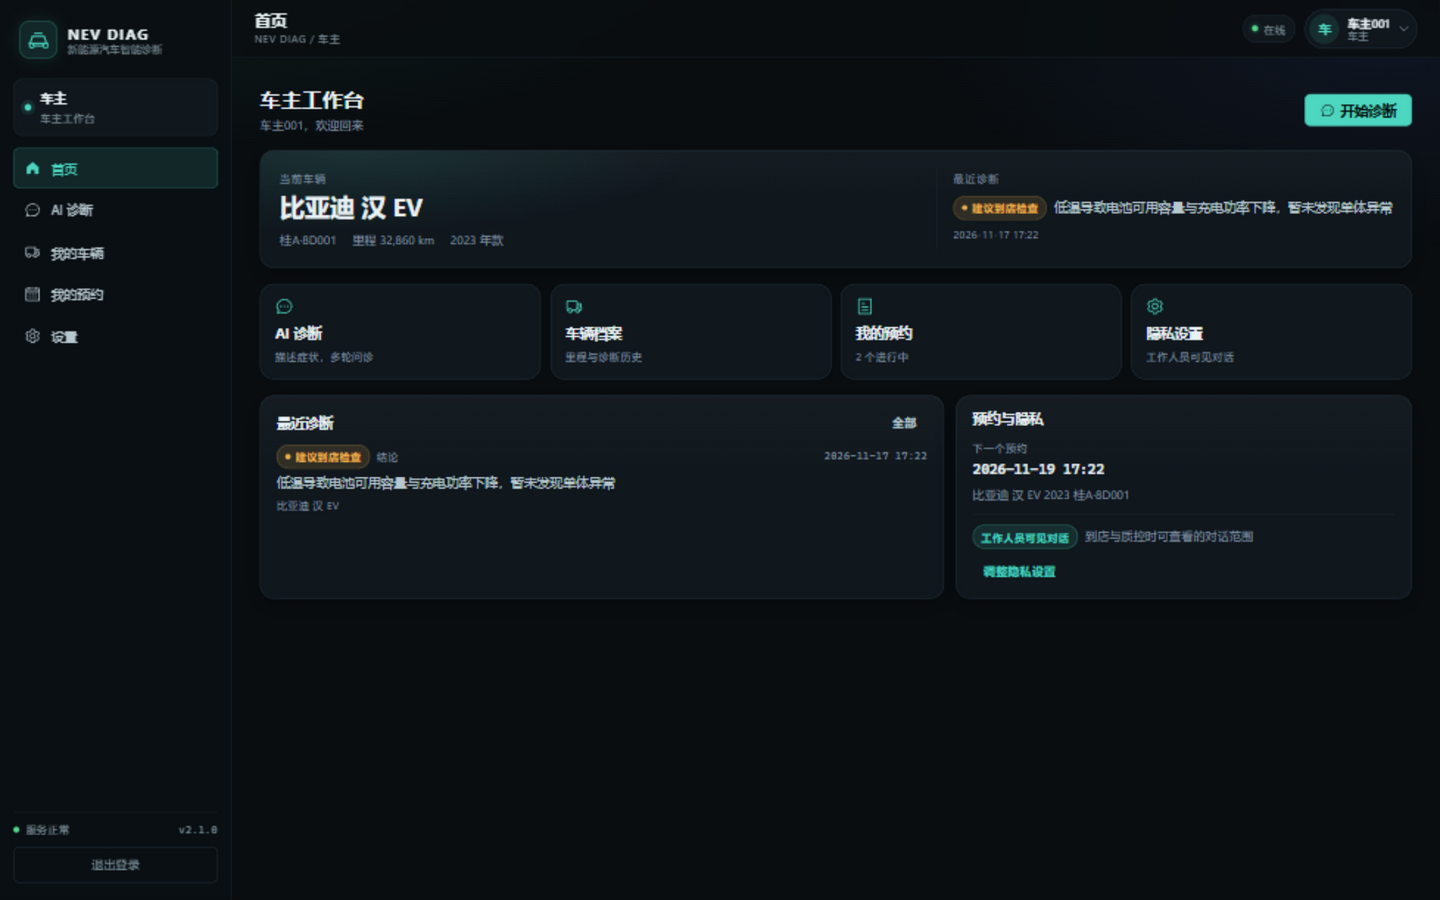 NEV DIAG
新能源汽车智能诊断
车主
车主工作台
首页
AI 诊断
我的车辆
我的预约
设置
服务正常 v2.1.0
退出登录
首页
NEV DIAG / 车主
在线
车 车主001
车主
车主工作台
车主001，欢迎回来
开始诊断
当前车辆
比亚迪 汉 EV
桂A·8D001 里程 32,860 km 2023 年款
最近诊断
建议到店检查 低温导致电池可用容量与充电功率下降，暂未发现单体异常
2026-11-17 17:22
AI 诊断
描述症状，多轮问诊
车辆档案
里程与诊断历史
我的预约
2 个进行中
隐私设置
工作人员可见对话
最近诊断 全部
建议到店检查 结论 2026-11-17 17:22
低温导致电池可用容量与充电功率下降，暂未发现单体异常
比亚迪 汉 EV
预约与隐私
下一个预约
2026-11-19 17:22
比亚迪 汉 EV 2023 桂A·8D001
工作人员可见对话 到店与质控时可查看的对话范围
调整隐私设置